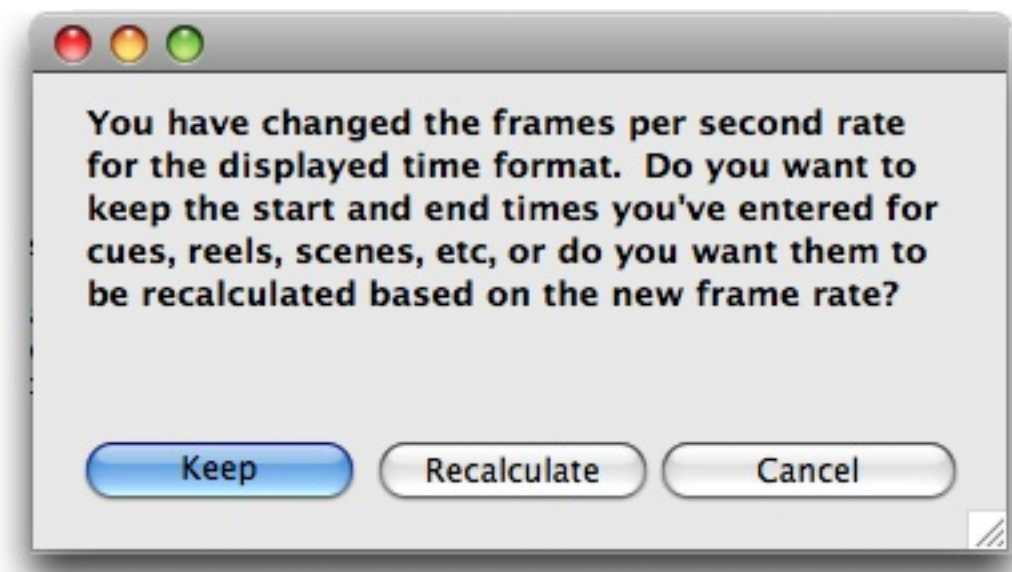 You have changed the frames per second rate
for the displayed time format.  Do you want to
keep the start and end times you've entered for
cues, reels, scenes, etc, or do you want them to
be recalculated based on the new frame rate?
Keep
Recalculate
Cancel